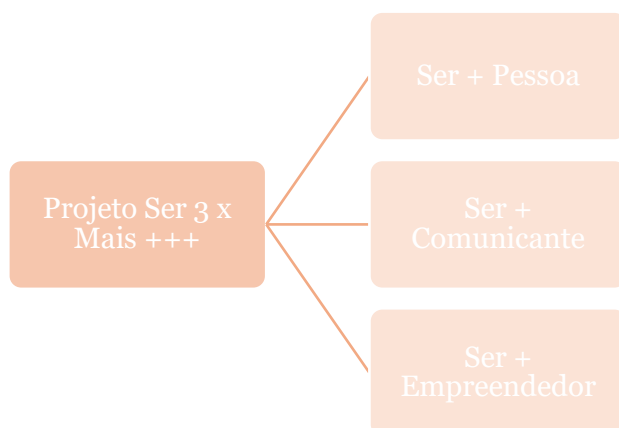 Projeto Ser 3 x
Mais +++
Ser + Pessoa
Ser +
Comunicante
Ser +
Empreendedor